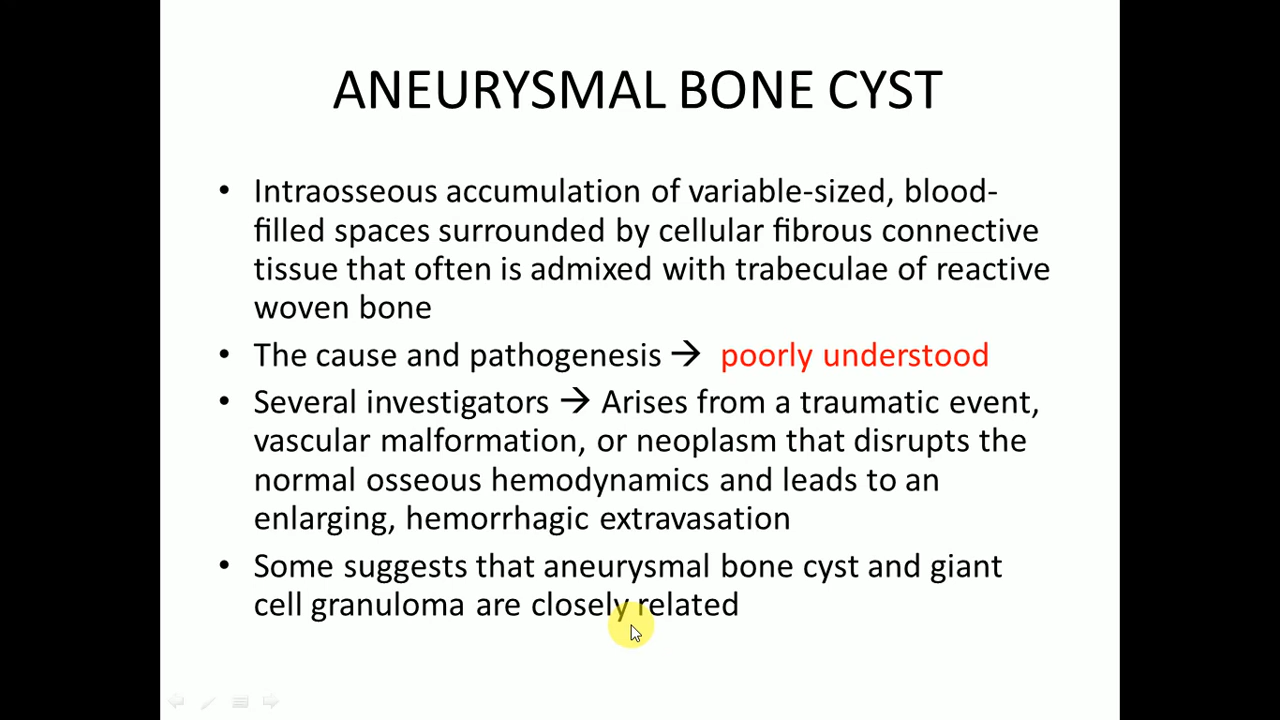 ANEURYSMAL BONE CYST
• Intraosseous accumulation of variable-sized, blood-
filled spaces surrounded by cellular fibrous connective
tissue that often is admixed with trabeculae of reactive
woven bone
• The cause and pathogenesis → poorly understood
• Several investigators → Arises from a traumatic event,
vascular malformation, or neoplasm that disrupts the
normal osseous hemodynamics and leads to an
enlarging, hemorrhagic extravasation
• Some suggests that aneurysmal bone cyst and giant
cell granuloma are closely related